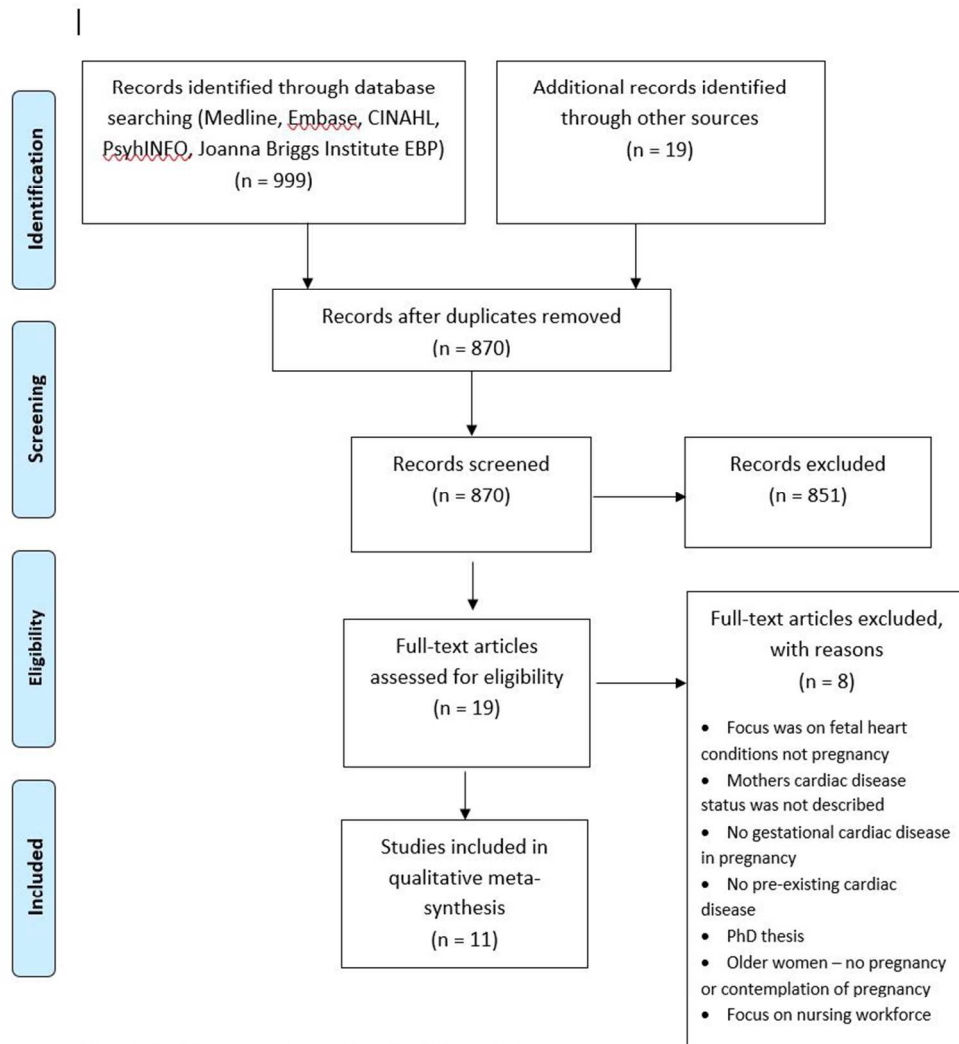 Identification
Records identified through database
searching (Medline, Embase, CINAHL,
PsyhINFO, Joanna Briggs Institute EBP)
(n = 999)
Additional records identified
through other sources
(n = 19)
Records after duplicates removed
(n = 870)
Screening
Records screened
(n = 870)
Records excluded
(n = 851)
Eligibility
Full-text articles
assessed for eligibility
(n = 19)
Full-text articles excluded,
with reasons
(n = 8)
• Focus was on fetal heart
conditions not pregnancy
• Mothers cardiac disease
status was not described
• No gestational cardiac disease
in pregnancy
• No pre-existing cardiac
disease
• PhD thesis
• Older women – no pregnancy
or contemplation of pregnancy
• Focus on nursing workforce
Included
Studies included in
qualitative meta-
synthesis
(n = 11)